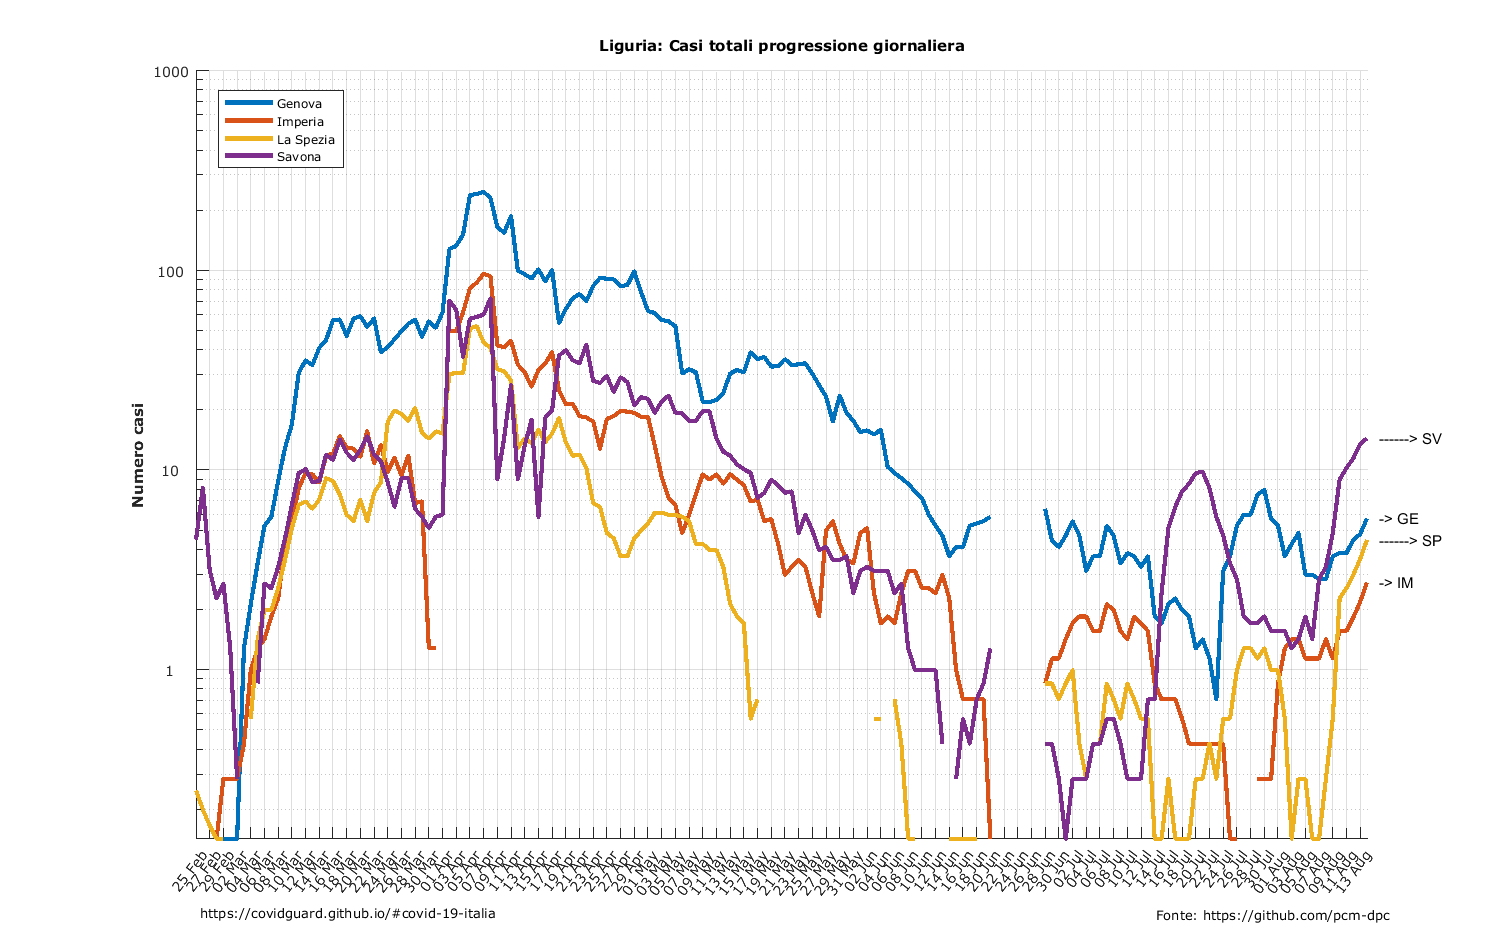 Liguria: Casi totali progressione giornaliera
Numero casi
1000
100
10
1
Genova
Imperia
La Spezia
Savona
------> SV
-> GE
------> SP
-> IM
25 Feb
27 Feb
29 Feb
02 Mar
04 Mar
06 Mar
08 Mar
10 Mar
12 Mar
14 Mar
16 Mar
18 Mar
20 Mar
22 Mar
24 Mar
26 Mar
28 Mar
30 Mar
01 Apr
03 Apr
05 Apr
07 Apr
09 Apr
11 Apr
13 Apr
15 Apr
17 Apr
19 Apr
21 Apr
23 Apr
25 Apr
27 Apr
29 Apr
01 May
03 May
05 May
07 May
09 May
11 May
13 May
15 May
17 May
19 May
21 May
23 May
25 May
27 May
29 May
31 May
02 Jun
04 Jun
06 Jun
08 Jun
10 Jun
12 Jun
14 Jun
16 Jun
18 Jun
20 Jun
22 Jun
24 Jun
26 Jun
28 Jun
30 Jun
02 Jul
04 Jul
06 Jul
08 Jul
10 Jul
12 Jul
14 Jul
16 Jul
18 Jul
20 Jul
22 Jul
24 Jul
26 Jul
28 Jul
30 Jul
01 Aug
03 Aug
05 Aug
07 Aug
09 Aug
11 Aug
13 Aug
https://covidguard.github.io/#covid-19-italia
Fonte: https://github.com/pcm-dpc